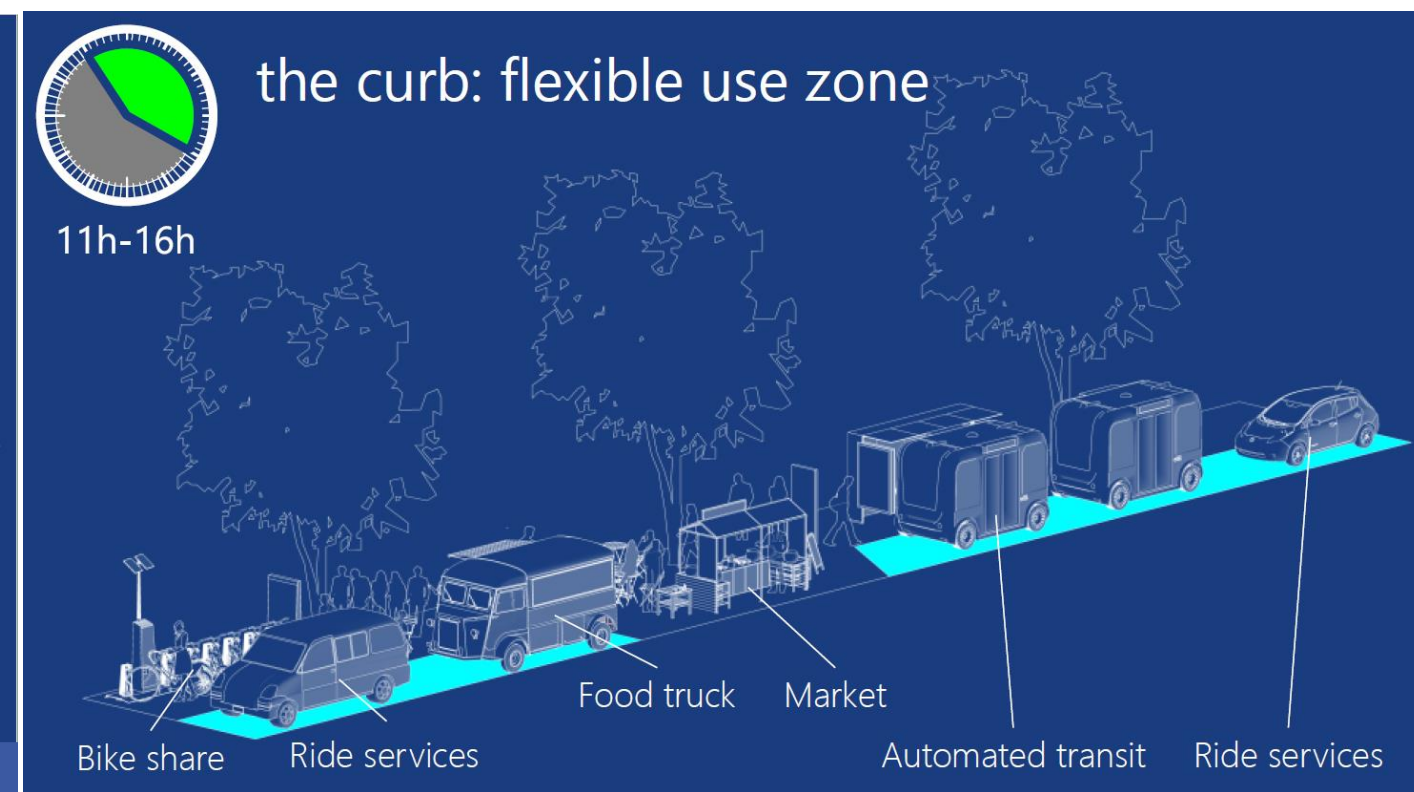 the curb: flexible use zone
11h-16h
Food truck
Market
Bike share
Ride services
Automated transit
Ride services